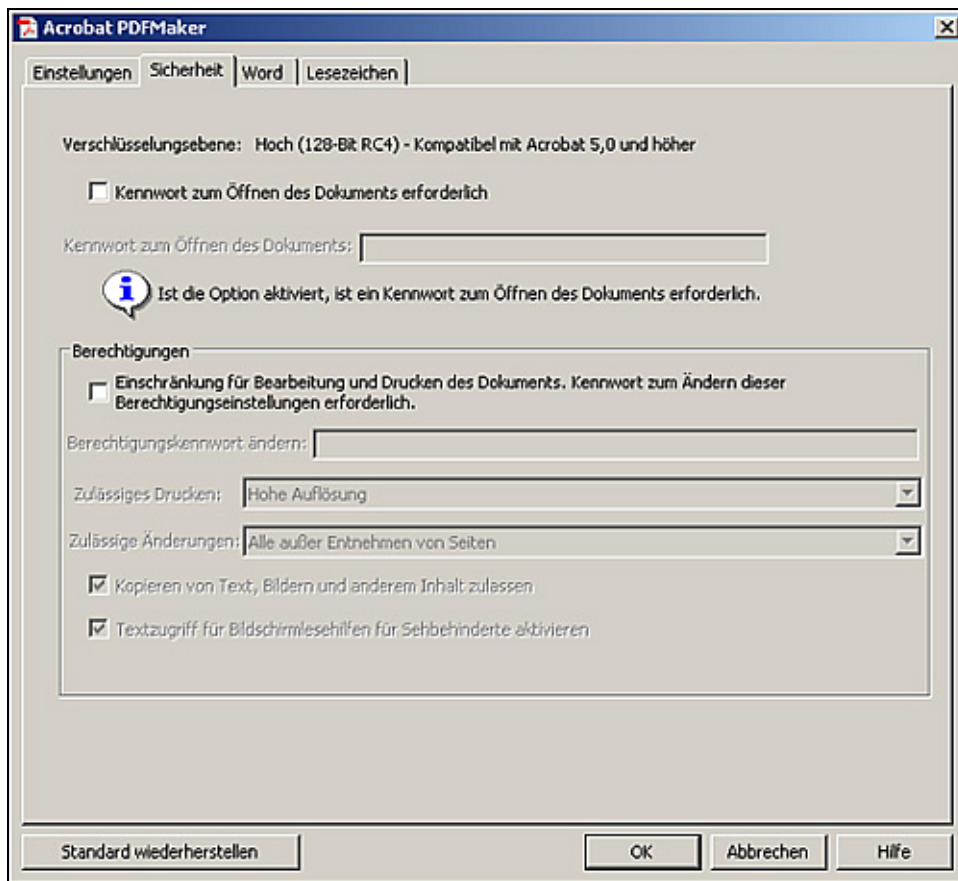 Acrobat PDFMaker
Einstellungen Sicherheit Word Lesezeichen
Verschlüsselungsebene: Hoch (128-Bit RC4) - Kompatibel mit Acrobat 5,0 und höher
Kennwort zum Öffnen des Dokuments erforderlich
Kennwort zum Öffnen des Dokuments:
Ist die Option aktiviert, ist ein Kennwort zum Öffnen des Dokuments erforderlich.
Berechtigungen
Einschränkung für Bearbeitung und Drucken des Dokuments. Kennwort zum Ändern dieser
Berechtigungseinstellungen erforderlich.
Berechtigungskennwort ändern:
Zulässiges Drucken: Hohe Auflösung
Zulässige Änderungen: Alle außer Entnehmen von Seiten
Kopieren von Text, Bildern und anderem Inhalt zulassen
Textzugriff für Bildschirmlesehilfen für Sehbehinderte aktivieren
Standard wiederherstellen OK Abbrechen Hilfe